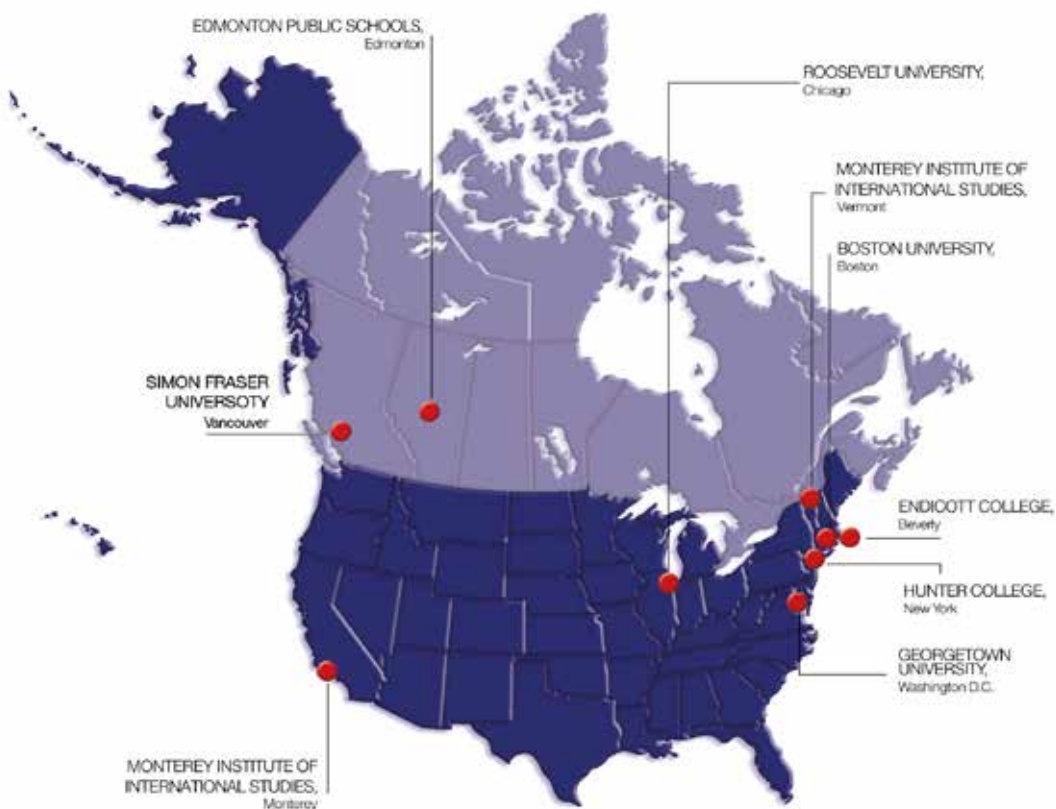 EDMONTON PUBLIC SCHOOLS,
Edmonton
ROOSEVELT UNIVERSITY,
Chicago
MONTEREY INSTITUTE OF
INTERNATIONAL STUDIES,
Vermont
BOSTON UNIVERSITY,
Boston
SIMON FRASER
UNIVERSOTY
Vancouver
ENDICOTT COLLEGE,
Beverly
HUNTER COLLEGE,
New York
GEORGETOWN
UNIVERSITY,
Washington D.C.
MONTEREY INSTITUTE OF
INTERNATIONAL STUDIES,
Monterey